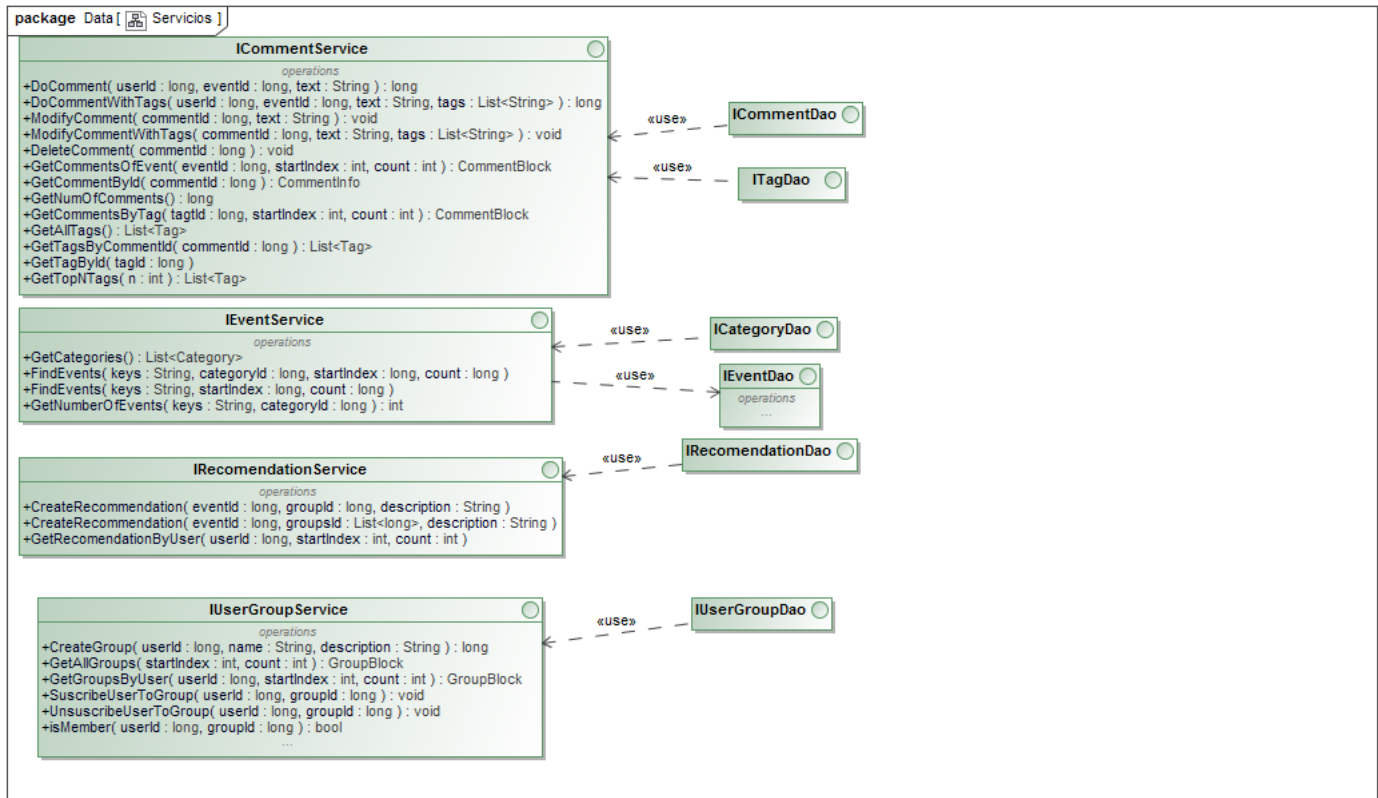 package Data [ Servicios ]
ICommentService
operations
+DoComment( userId : long, eventId : long, text : String ) : long
+DoCommentWithTags( userId : long, eventId : long, text : String, tags : List<String> ) : long
+ModifyComment( commentId : long, text : String ) : void
+ModifyCommentWithTags( commentId : long, text : String, tags : List<String> ) : void
+DeleteComment( commentId : long ) : void
+GetCommentsOfEvent( eventId : long, startIndex : int, count : int ) : CommentBlock
+GetCommentById( commentId : long ) : CommentInfo
+GetNumOfComments() : long
+GetCommentsByTag( tagtId : long, startIndex : int, count : int ) : CommentBlock
+GetAllTags() : List<Tag>
+GetTagsByCommentId( commentId : long ) : List<Tag>
+GetTagById( tagId : long )
+GetTopNTags( n : int ) : List<Tag>
«use»
ICommentDao
«use»
ITagDao
IEventService
operations
+GetCategories() : List<Category>
+FindEvents( keys : String, categoryId : long, startIndex : long, count : long )
+FindEvents( keys : String, startIndex : long, count : long )
+GetNumberOfEvents( keys : String, categoryId : long ) : int
«use»
ICategoryDao
«use»
IEventDao
operations
...
IRecomendationService
operations
+CreateRecommendation( eventId : long, groupId : long, description : String )
+CreateRecommendation( eventId : long, groupsId : List<long>, description : String )
+GetRecomendationByUser( userId : long, startIndex : int, count : int )
«use»
IRecomendationDao
IUserGroupService
operations
+CreateGroup( userId : long, name : String, description : String ) : long
+GetAllGroups( startIndex : int, count : int ) : GroupBlock
+GetGroupsByUser( userId : long, startIndex : int, count : int ) : GroupBlock
+SuscribeUserToGroup( userId : long, groupId : long ) : void
+UnsuscribeUserToGroup( userId : long, groupId : long ) : void
+isMember( userId : long, groupId : long ) : bool
...
«use»
IUserGroupDao